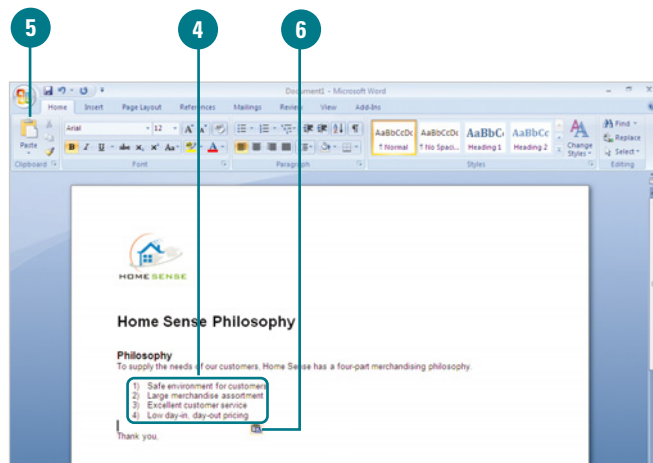 5 4 6
Document1 - Microsoft Word
Home Insert Page Layout References Mailings Review View Add-Ins
Arial 12 AaBbCcDc AaBbCcDc AaBbC AaBbCc
Paste B I U abc x, x² Aa A ¶ Normal ¶ No Spaci... Heading 1 Heading 2 Change Styles Find Replace Select
Clipboard Font Paragraph Styles Editing
HOME SENSE
Home Sense Philosophy
Philosophy
To supply the needs of our customers, Home Sense has a four-part merchandising philosophy.
1) Safe environment for customers
2) Large merchandise assortment
3) Excellent customer service
4) Low day-in, day-out pricing
Thank you.